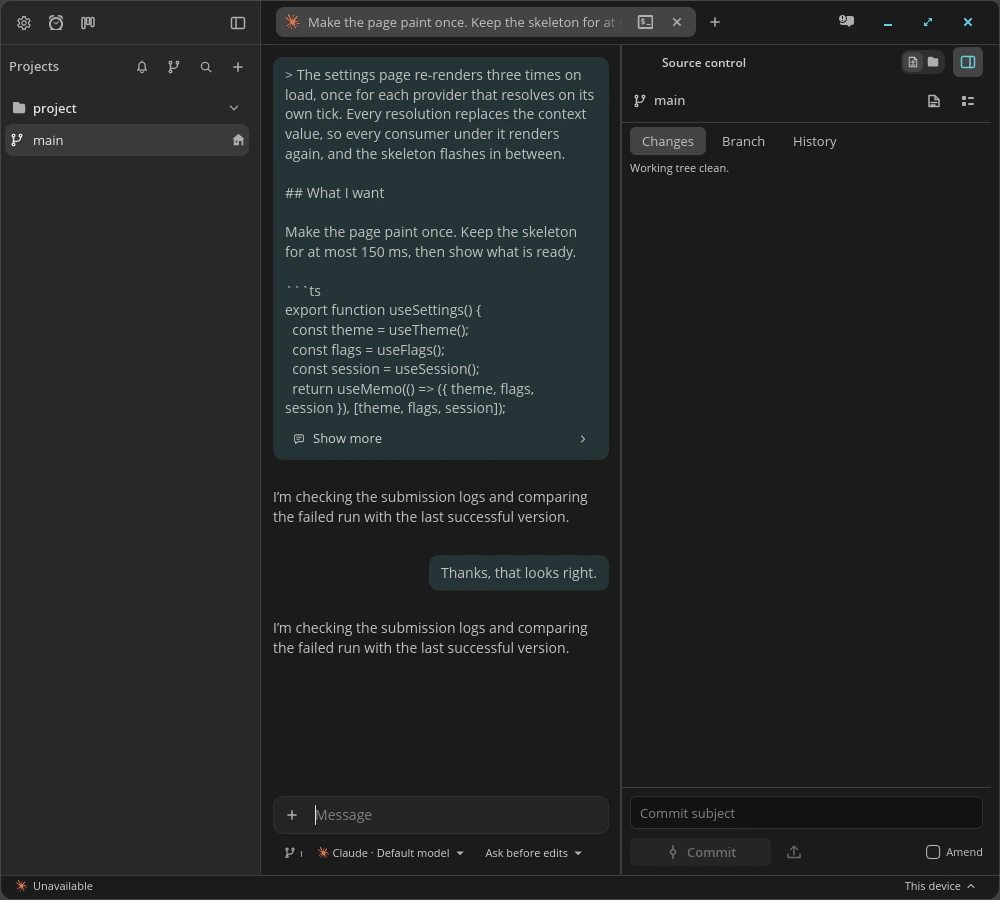 Make the page paint once. Keep the skeleton for at
Projects
project
main
> The settings page re-renders three times on
load, once for each provider that resolves on its
own tick. Every resolution replaces the context
value, so every consumer under it renders
again, and the skeleton flashes in between.
## What I want
Make the page paint once. Keep the skeleton
for at most 150 ms, then show what is ready.
```ts
export function useSettings() {
const theme = useTheme();
const flags = useFlags();
const session = useSession();
return useMemo(() => ({ theme, flags,
session }), [theme, flags, session]);
Show more
I'm checking the submission logs and comparing
the failed run with the last successful version.
Thanks, that looks right.
I'm checking the submission logs and comparing
the failed run with the last successful version.
Message
Claude · Default model
Ask before edits
Source control
main
Changes Branch History
Working tree clean.
Commit subject
Commit
Amend
Unavailable
This device